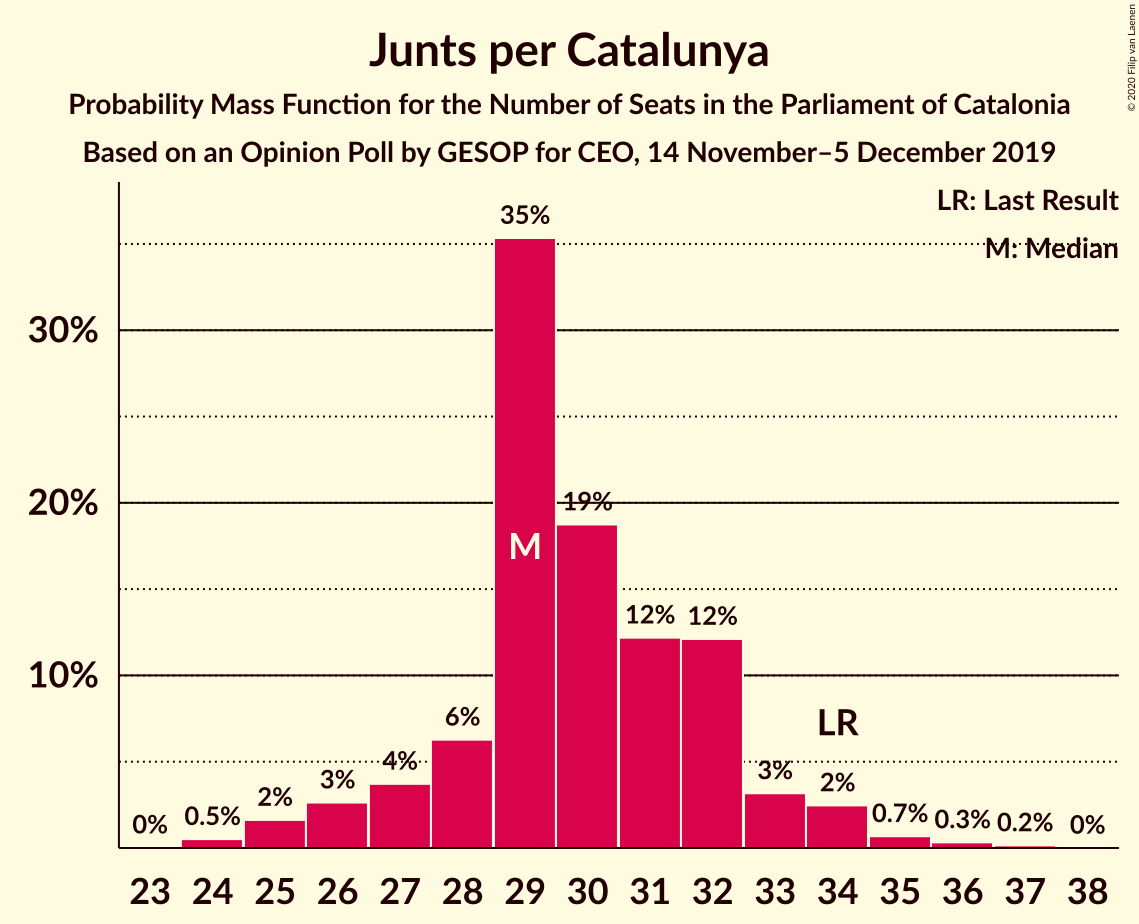 Junts per Catalunya
Probability Mass Function for the Number of Seats in the Parliament of Catalonia
Based on an Opinion Poll by GESOP for CEO, 14 November–5 December 2019
© 2020 Filip van Laenen
LR: Last Result
M: Median
30%
20%
10%
0%
0.5%
2%
3%
4%
6%
35%
M
19%
12%
12%
3%
LR
2%
0.7%
0.3%
0.2%
0%
23 24 25 26 27 28 29 30 31 32 33 34 35 36 37 38